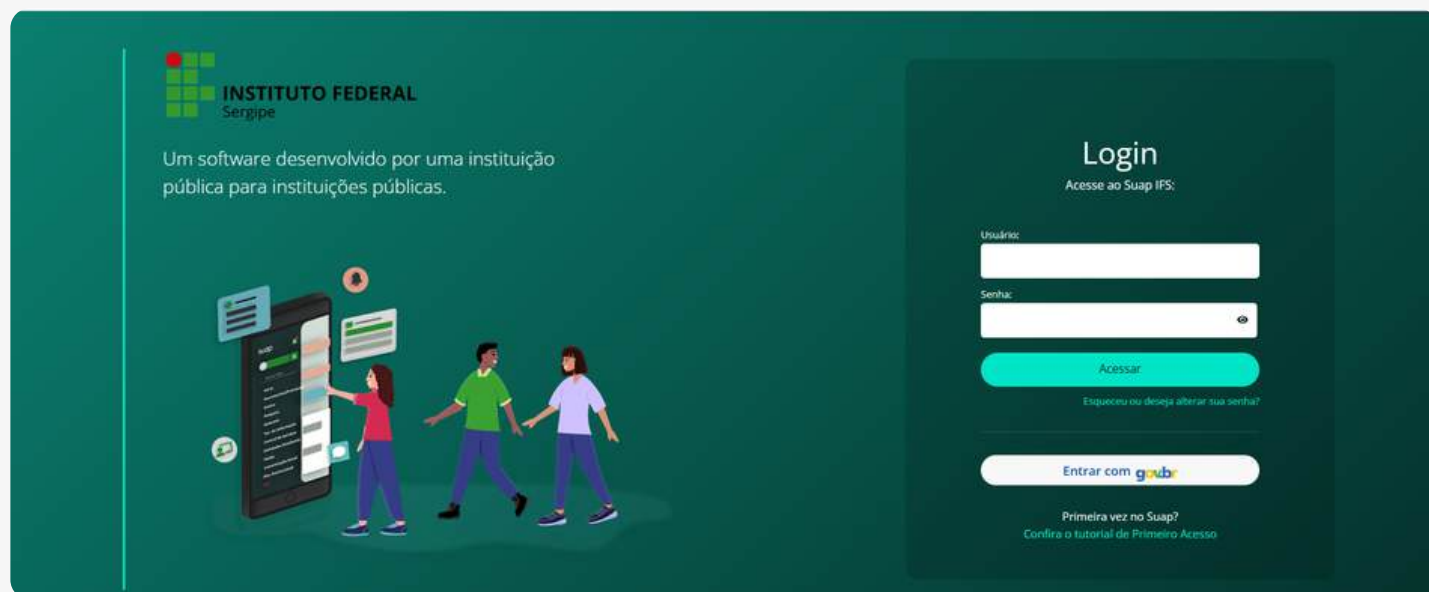 INSTITUTO FEDERAL
Sergipe
Um software desenvolvido por uma instituição
pública para instituições públicas.
suap
Login
Acesse ao Suap IFS:
Usuário:
Senha:
Acessar
Esqueceu ou deseja alterar sua senha?
Entrar com gov.br
Primeira vez no Suap?
Confira o tutorial de Primeiro Acesso